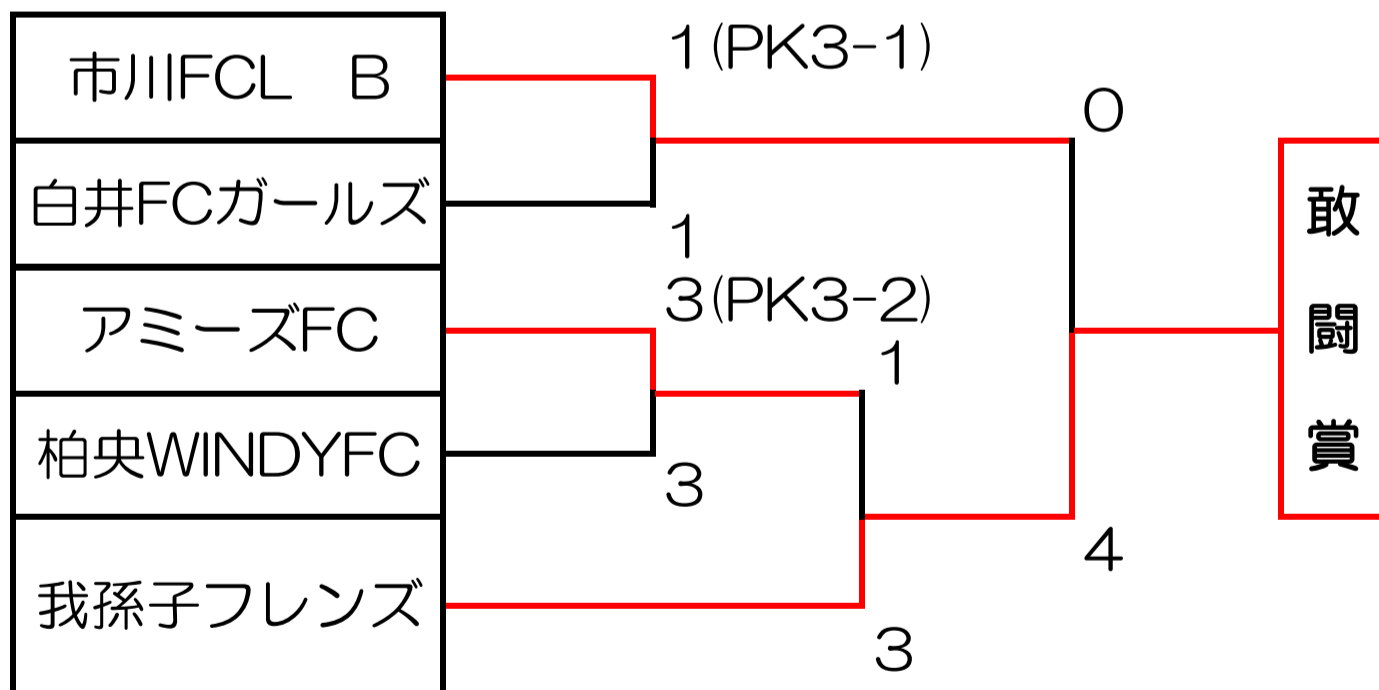 市川FCL　B
白井FCガールズ
アミーズFC
柏央WINDYFC
我孫子フレンズ
1(PK3-1)
1
3(PK3-2)
3
1
3
0
4
敢闘賞